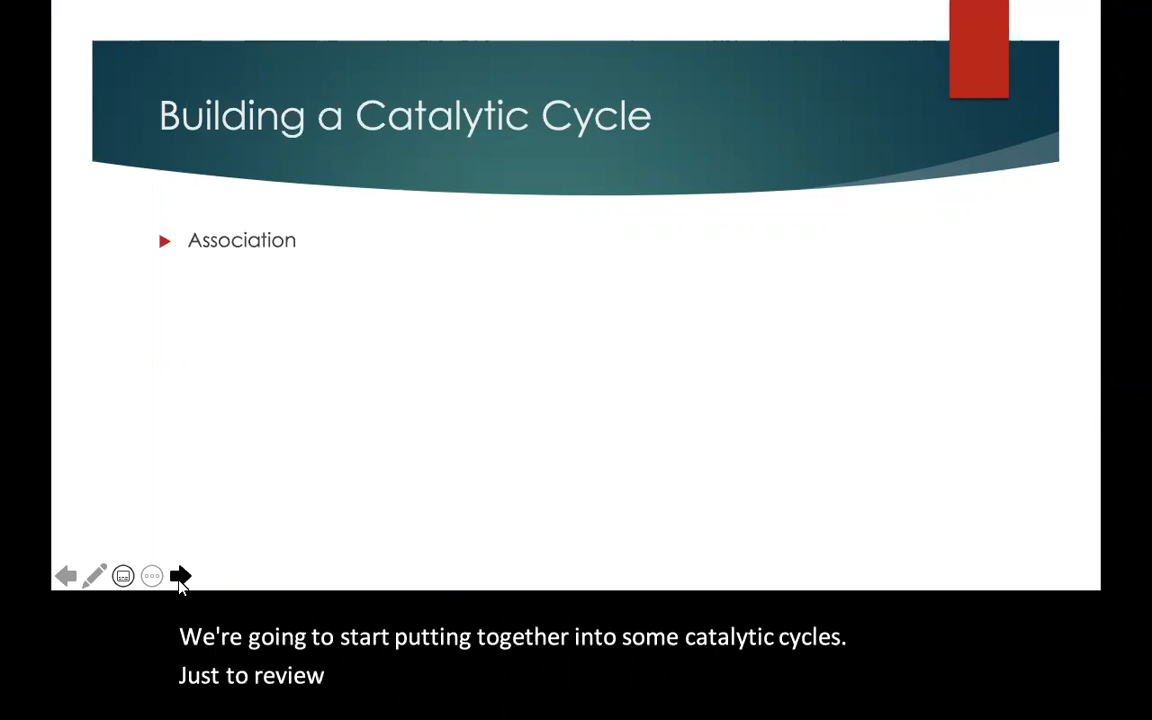 Building a Catalytic Cycle
Association
We're going to start putting together into some catalytic cycles.
Just to review